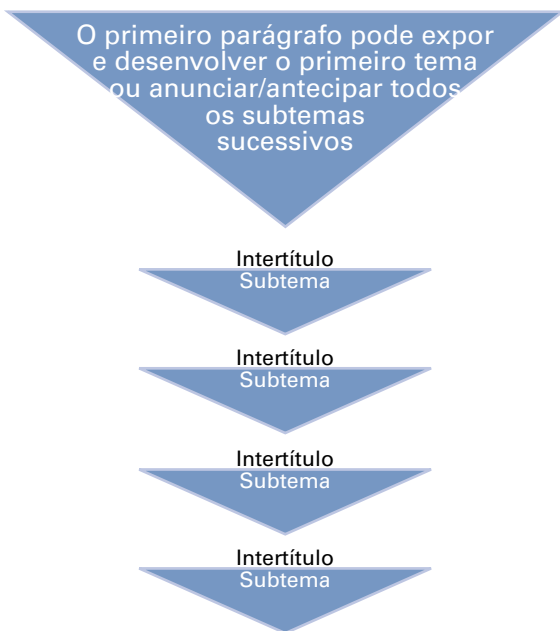 O primeiro parágrafo pode expor
e desenvolver o primeiro tema
ou anunciar/antecipar todos
os subtemas
sucessivos
Intertítulo
Subtema
Intertítulo
Subtema
Intertítulo
Subtema
Intertítulo
Subtema